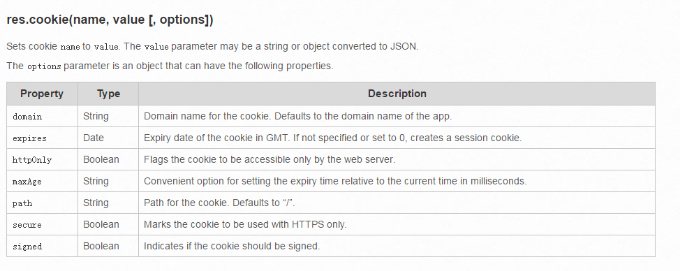 res.cookie(name, value [, options])
Sets cookie name to value. The value parameter may be a string or object converted to JSON.
The options parameter is an object that can have the following properties.
Property Type Description
domain String Domain name for the cookie. Defaults to the domain name of the app.
expires Date Expiry date of the cookie in GMT. If not specified or set to 0, creates a session cookie.
httpOnly Boolean Flags the cookie to be accessible only by the web server.
maxAge String Convenient option for setting the expiry time relative to the current time in milliseconds.
path String Path for the cookie. Defaults to “/”.
secure Boolean Marks the cookie to be used with HTTPS only.
signed Boolean Indicates if the cookie should be signed.